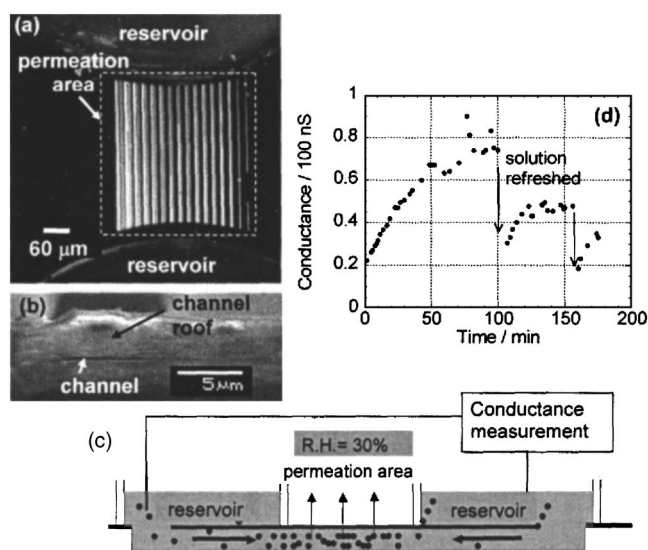 (a)
reservoir
permeation
area
60 μm
reservoir
(b)
channel
roof
channel
5μm
(d)
Conductance / 100 nS
1
0.8
0.6
0.4
0.2
0
solution
refreshed
0 50 100 150 200
Time / min
(c)
Conductance
measurement
R.H.= 30%
permeation area
reservoir
reservoir